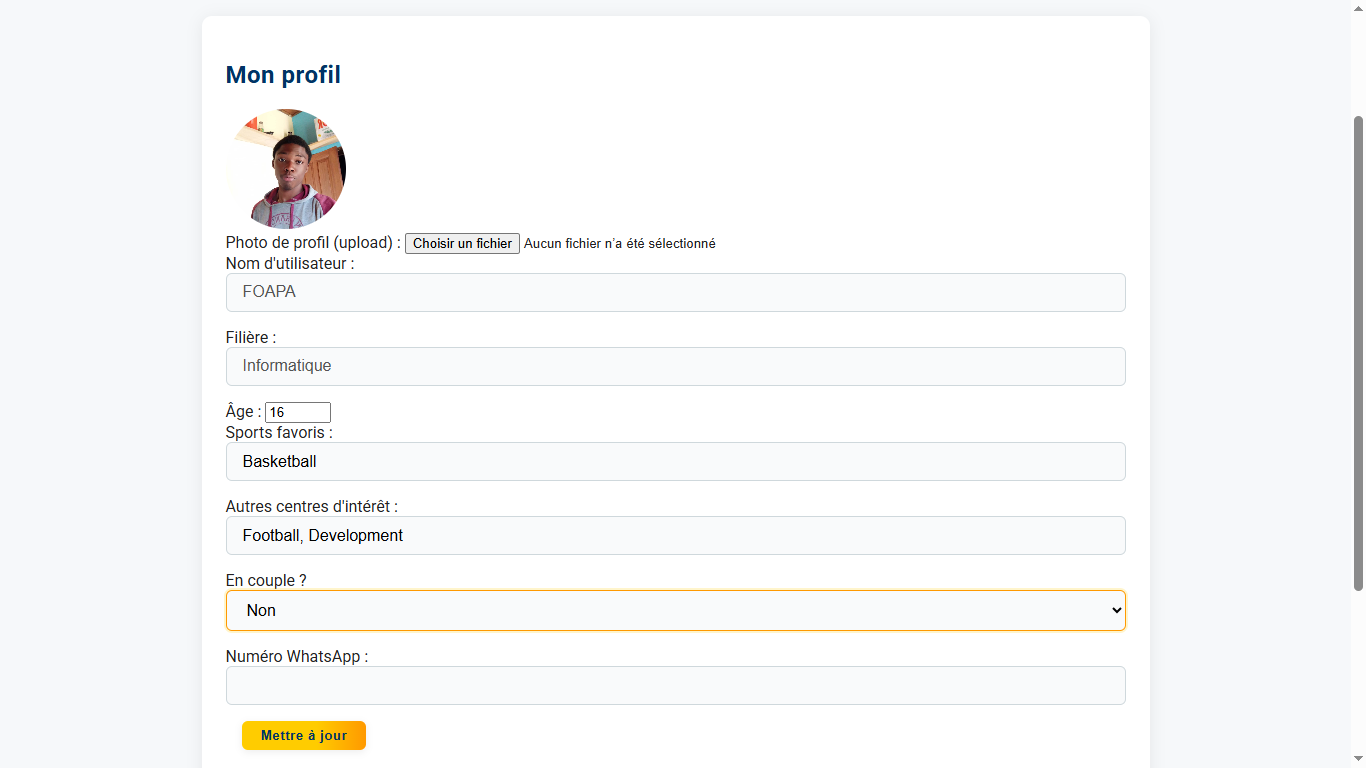 Mon profil
Photo de profil (upload) : Choisir un fichier Aucun fichier n’a été sélectionné
Nom d'utilisateur :
FOAPA
Filière :
Informatique
Âge : 16
Sports favoris :
Basketball
Autres centres d'intérêt :
Football, Development
En couple ?
Non
Numéro WhatsApp :
Mettre à jour